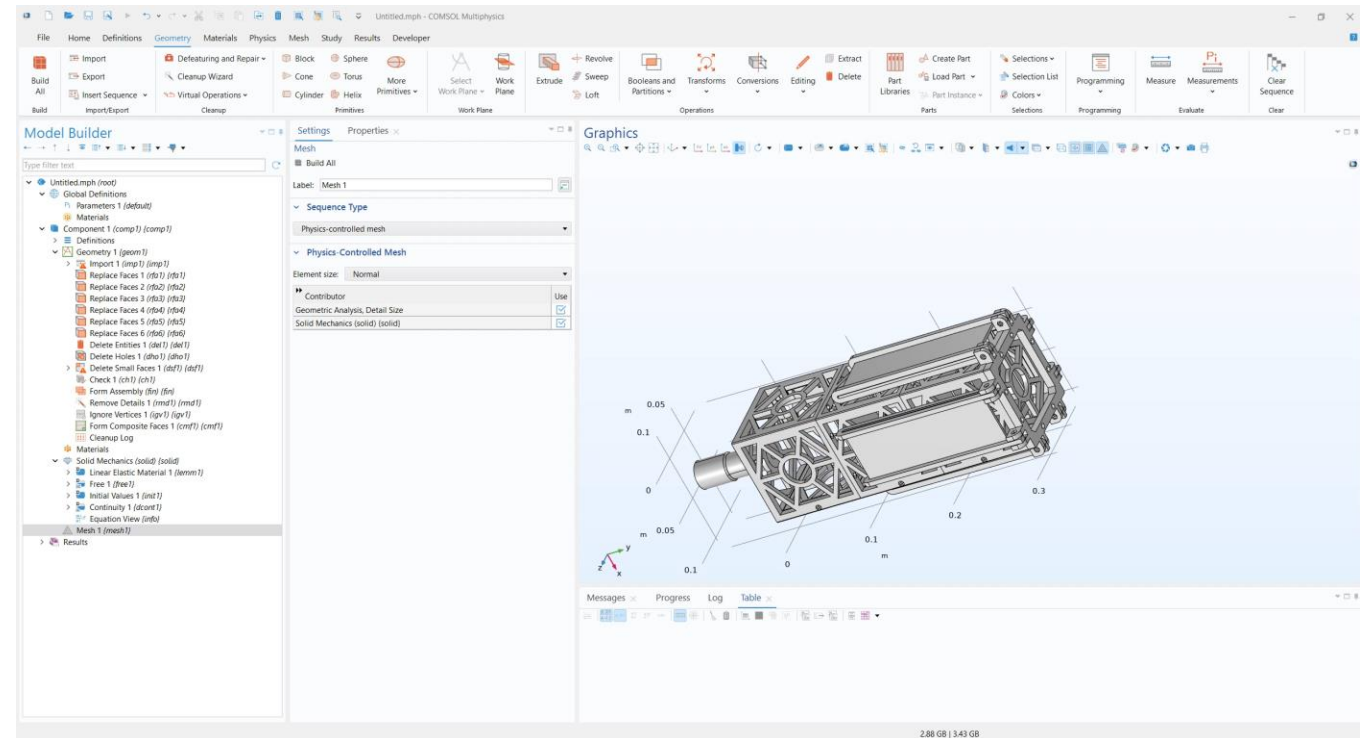 Untitled.mph - COMSOL Multiphysics
File Home Definitions Geometry Materials Physics Mesh Study Results Developer
Build All
Import
Export
Insert Sequence
Defeaturing and Repair
Cleanup Wizard
Virtual Operations
Block Sphere
Cone Torus
Cylinder Helix
More Primitives
Select Work Plane
Work Plane
Extrude
Revolve
Sweep
Loft
Booleans and Partitions
Transforms
Conversions
Editing
Extract
Delete
Part Libraries
Create Part
Load Part
Part Instance
Selections
Selection List
Colors
Programming
Measure
Measurements
Clear Sequence
Build Import/Export Cleanup Primitives Work Plane Operations Parts Selections Programming Evaluate Clear
Model Builder
Type filter text
Untitled.mph (root)
Global Definitions
Parameters 1 (default)
Materials
Component 1 (comp1) (comp1)
Definitions
Geometry 1 (geom1)
Import 1 (imp1) (imp1)
Replace Faces 1 (rfa1) (rfa1)
Replace Faces 2 (rfa2) (rfa2)
Replace Faces 3 (rfa3) (rfa3)
Replace Faces 4 (rfa4) (rfa4)
Replace Faces 5 (rfa5) (rfa5)
Replace Faces 6 (rfa6) (rfa6)
Delete Entities 1 (del1) (del1)
Delete Holes 1 (dho1) (dho1)
Delete Small Faces 1 (dsf1) (dsf1)
Check 1 (ch1) (ch1)
Form Assembly (fin) (fin)
Remove Details 1 (rmd1) (rmd1)
Ignore Vertices 1 (igv1) (igv1)
Form Composite Faces 1 (cmf1) (cmf1)
Cleanup Log
Materials
Solid Mechanics (solid) (solid)
Linear Elastic Material 1 (lemm1)
Free 1 (free1)
Initial Values 1 (init1)
Continuity 1 (dcont1)
Equation View (info)
Mesh 1 (mesh1)
Results
Settings Properties
Mesh
Build All
Label: Mesh 1
Sequence Type
Physics-controlled mesh
Physics-Controlled Mesh
Element size: Normal
Contributor Use
Geometric Analysis, Detail Size
Solid Mechanics (solid) (solid)
Graphics
m 0.05
0.1
0
m 0.05
0.1
0
0.1
m
0.2
0.3
y
z
x
Messages Progress Log Table
2.88 GB | 3.43 GB